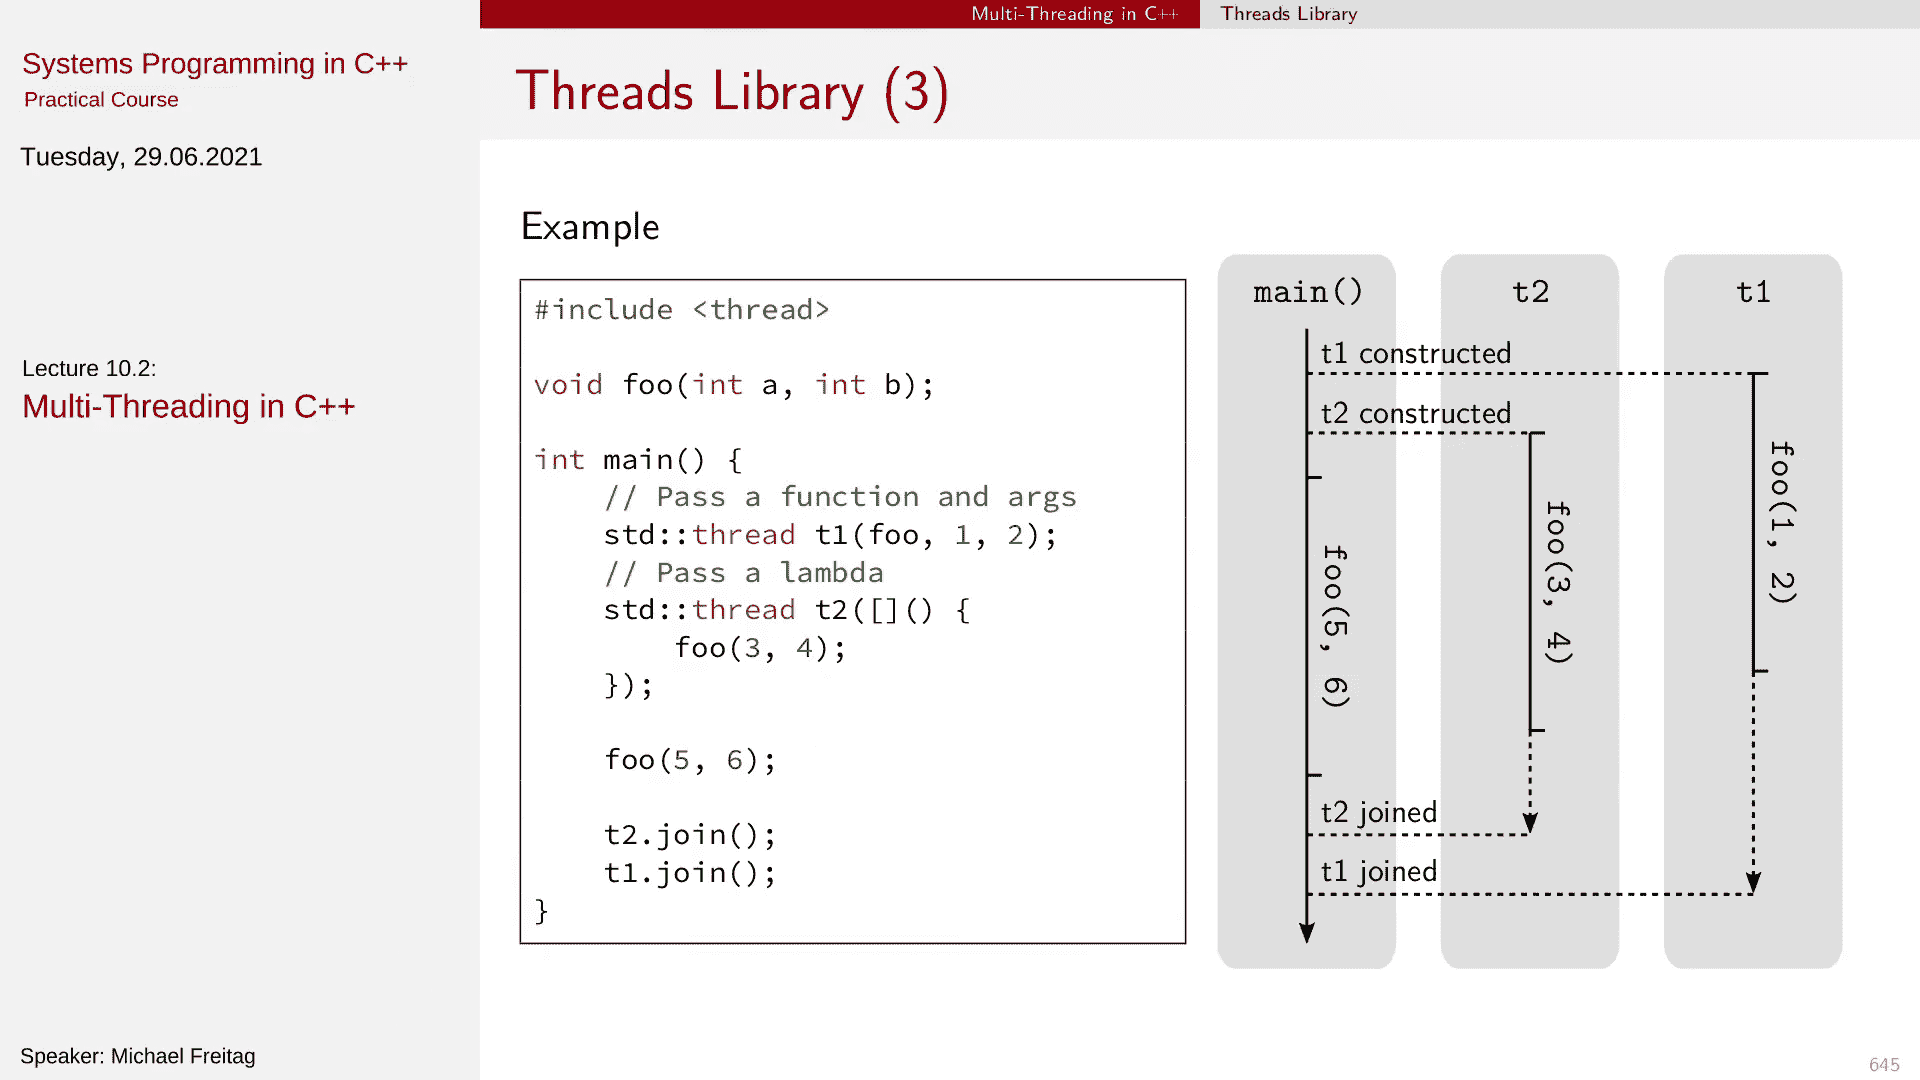 Multi-Threading in C++ Threads Library
Systems Programming in C++
Practical Course
Tuesday, 29.06.2021
Lecture 10.2:
Multi-Threading in C++
Speaker: Michael Freitag
Threads Library (3)
Example
#include <thread>
void foo(int a, int b);
int main() {
    // Pass a function and args
    std::thread t1(foo, 1, 2);
    // Pass a lambda
    std::thread t2([]() {
        foo(3, 4);
    });
    foo(5, 6);
    t2.join();
    t1.join();
}
main() t2 t1
t1 constructed
t2 constructed
foo(5, 6)
foo(3, 4)
foo(1, 2)
t2 joined
t1 joined
645